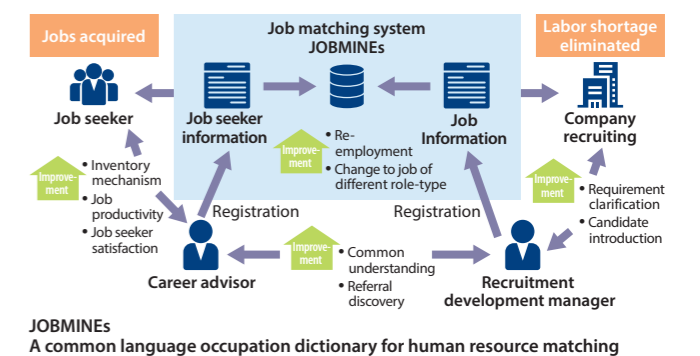 Jobs acquired
Job matching system
JOBMINEs
Labor shortage
eliminated
Job seeker
Job seeker
information
Job
Information
Company
recruiting
Improve-
ment
• Re-
employment
• Change to job of
different role-type
Improve-
ment
• Inventory
mechanism
• Job
productivity
• Job seeker
satisfaction
Improve-
ment
• Requirement
clarification
• Candidate
introduction
Registration
Registration
Improve-
ment
• Common
understanding
• Referral
discovery
Career advisor
Recruitment
development manager
JOBMINEs
A common language occupation dictionary for human resource matching